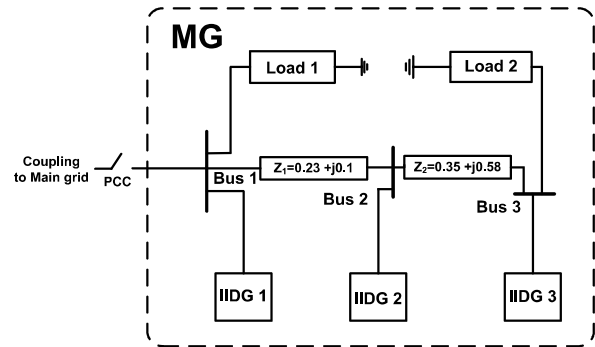 MG
Load 1
Load 2
Coupling
to Main grid
PCC
Bus 1
Z₁=0.23 +j0.1
Bus 2
Z₂=0.35 +j0.58
Bus 3
IIDG 1
IIDG 2
IIDG 3